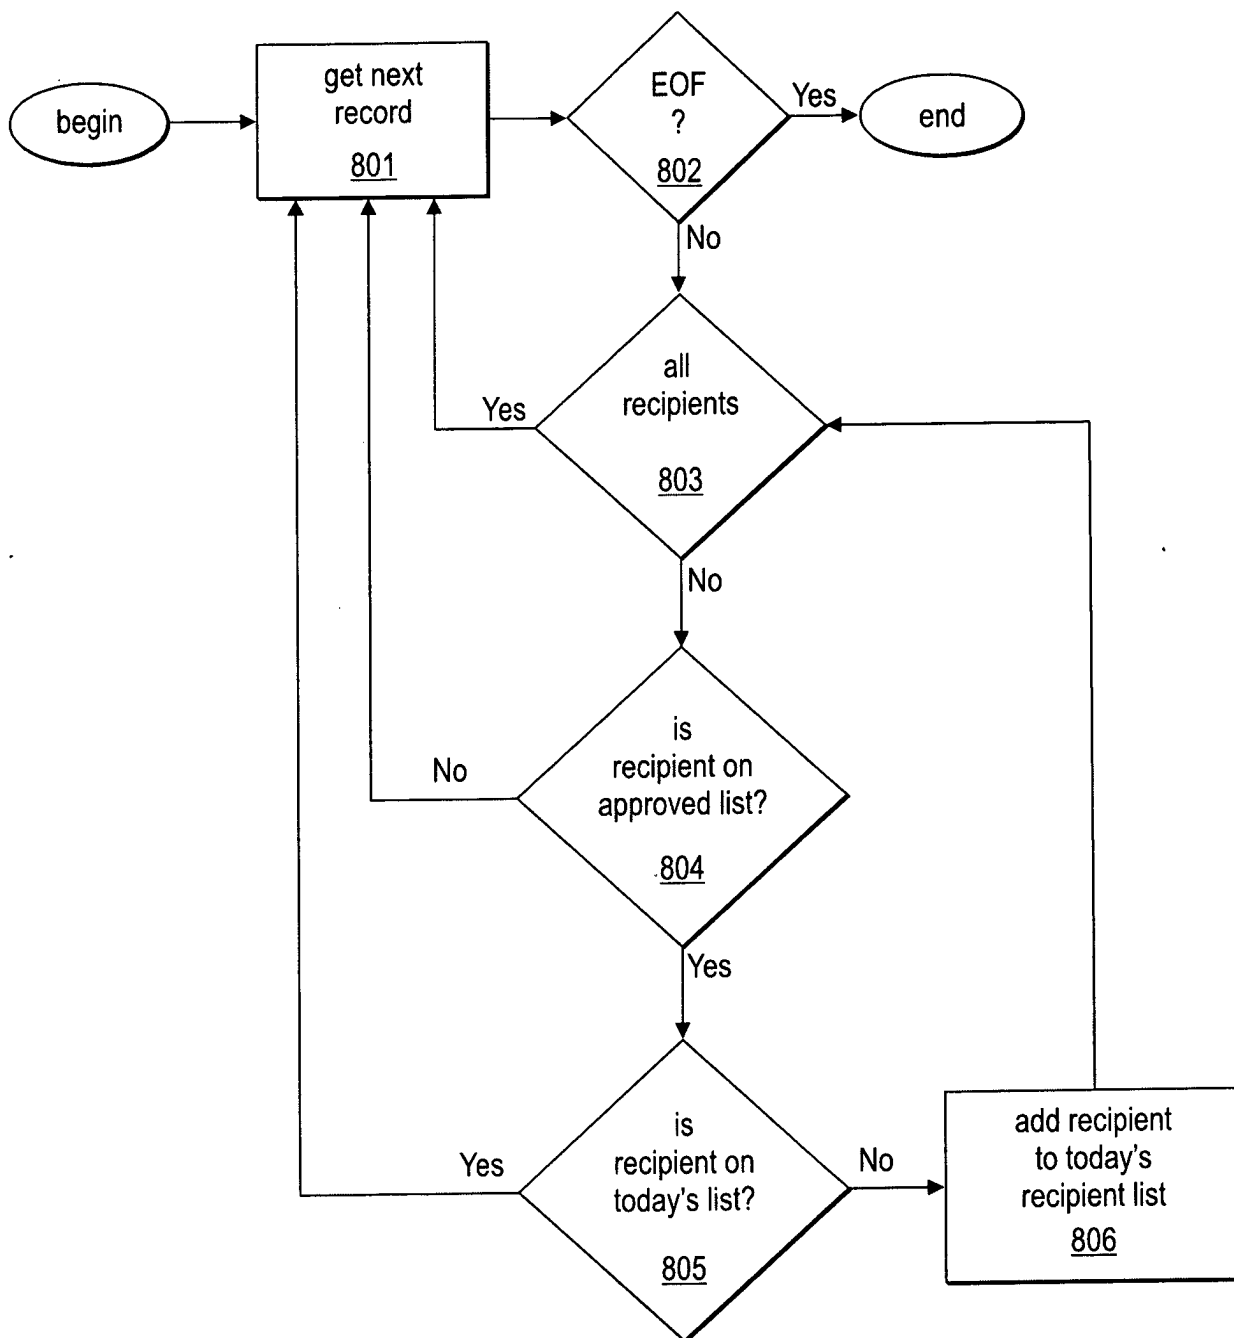 begin
get next
record
801
EOF
?
802
Yes
end
No
all
recipients
803
Yes
No
is
recipient on
approved list?
804
No
Yes
is
recipient on
today's list?
805
Yes
No
add recipient
to today's
recipient list
806